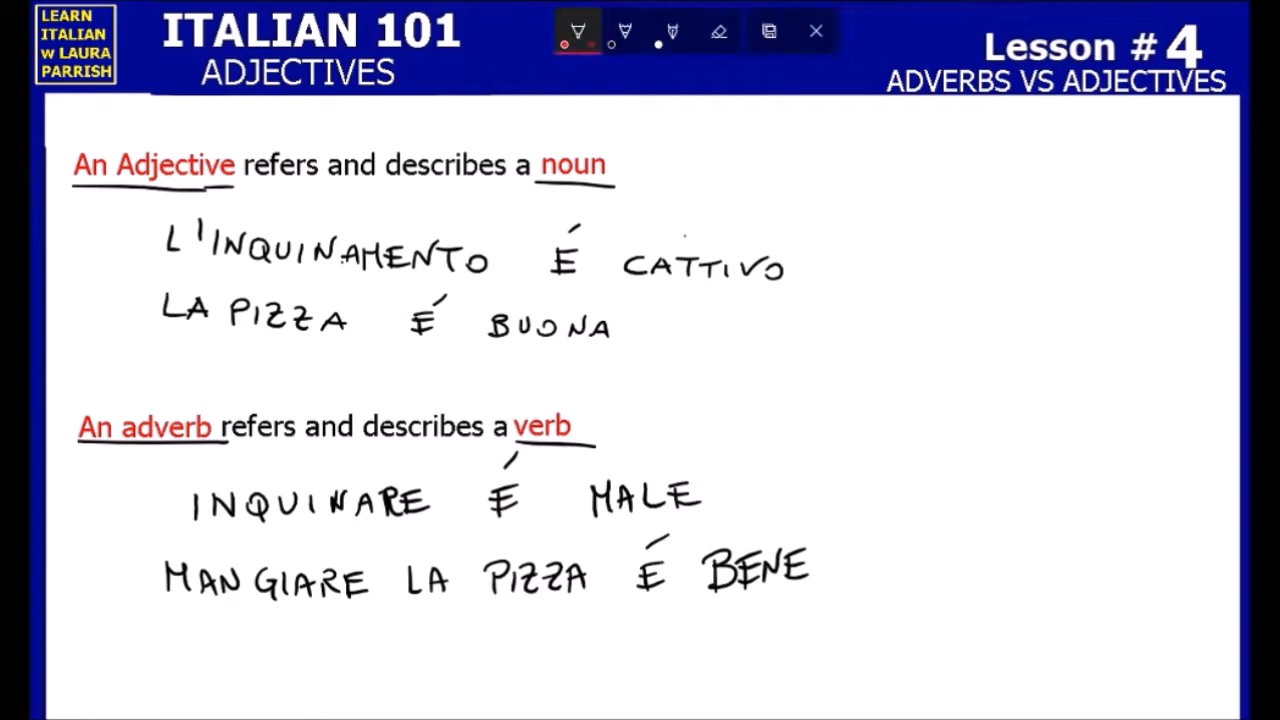 LEARN
ITALIAN
w LAURA
PARRISH
ITALIAN 101
ADJECTIVES
Lesson # 4
ADVERBS VS ADJECTIVES
An Adjective refers and describes a noun
L'INQUINAMENTO É CATTIVO
LA PIZZA É BUONA
An adverb refers and describes a verb
INQUINARE É MALE
MANGIARE LA PIZZA É BENE